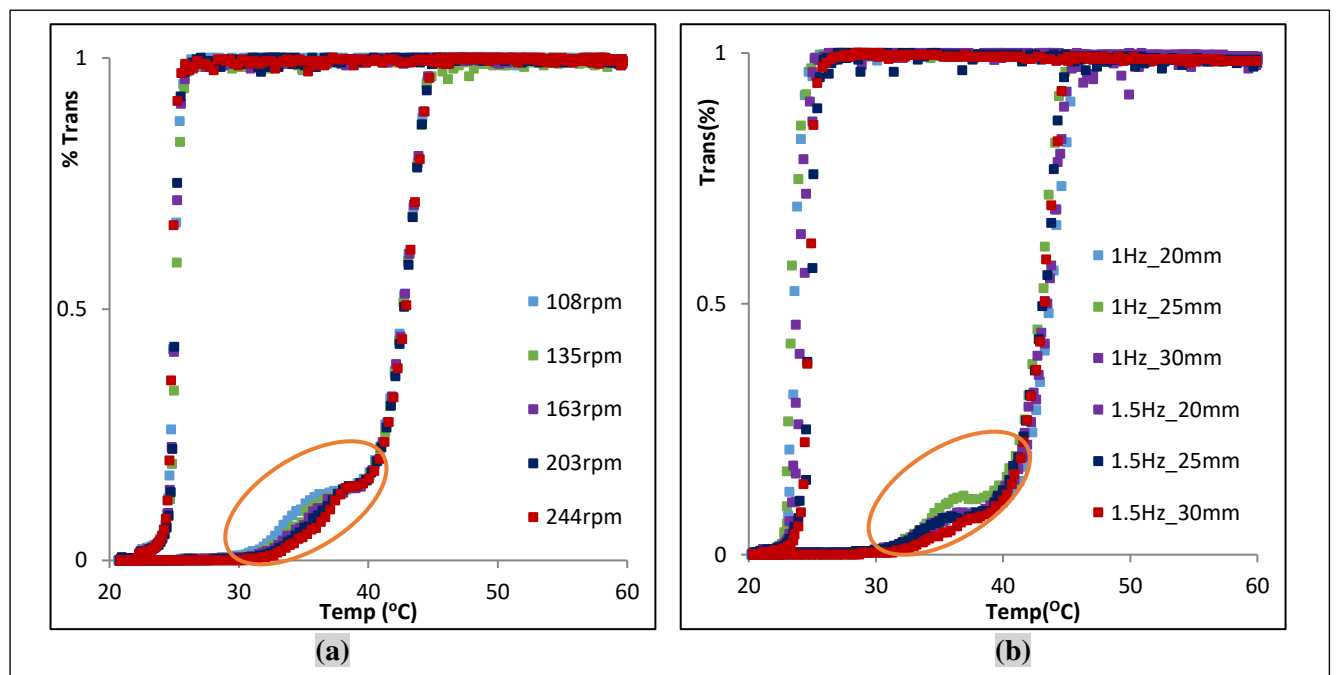 % Trans
1
0.5
0
20 30 40 50 60
Temp (°C)
108rpm
135rpm
163rpm
203rpm
244rpm
(a)
Trans(%)
1
0.5
0
20 30 40 50 60
Temp(ᴼC)
1Hz_20mm
1Hz_25mm
1Hz_30mm
1.5Hz_20mm
1.5Hz_25mm
1.5Hz_30mm
(b)